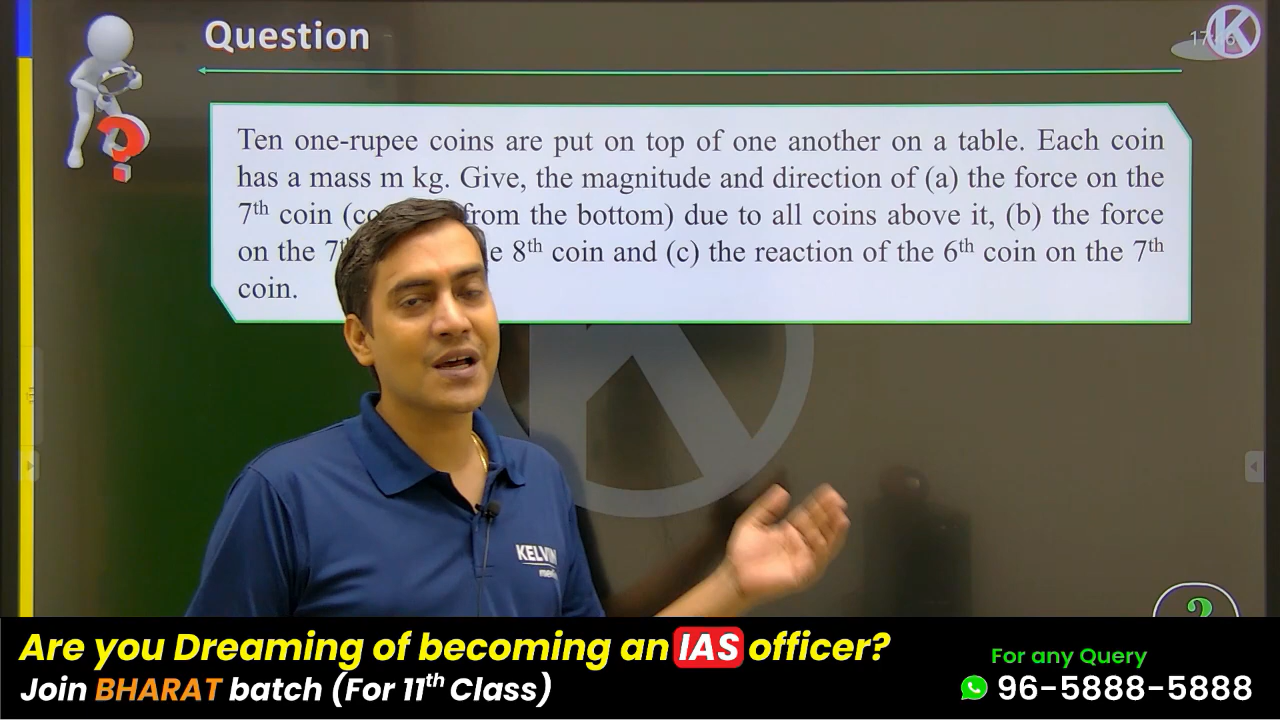 Question
Ten one-rupee coins are put on top of one another on a table. Each coin
has a mass m kg. Give, the magnitude and direction of (a) the force on the
7th coin from the bottom) due to all coins above it, (b) the force
on the 8th coin and (c) the reaction of the 6th coin on the 7th
coin.
KELVIN
Are you Dreaming of becoming an IAS officer?
Join BHARAT batch (For 11th Class)
For any Query
96-5888-5888